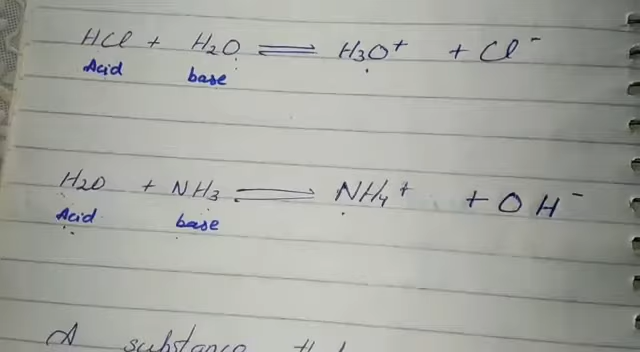 HCl + H2O ⇌ H3O+ + Cl-
Acid base
H2O + NH3 ⇌ NH4+ + OH-
Acid base
A substance